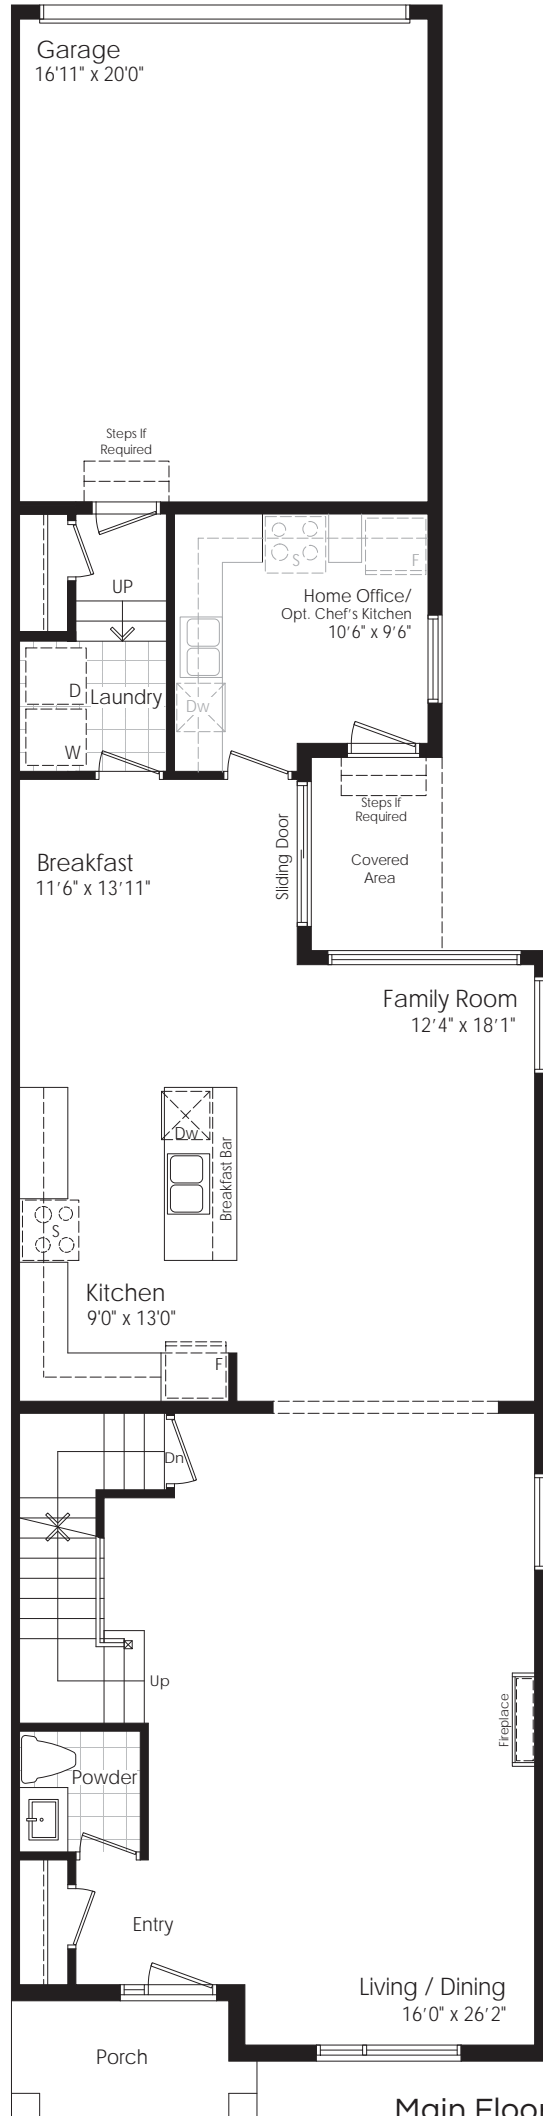 Garage
16'11" x 20'0"
Steps If
Required
UP
Home Office/
Opt. Chef's Kitchen
10'6" x 9'6"
S
F
Dw
D
Laundry
W
Steps If
Required
Sliding Door
Covered
Area
Breakfast
11'6" x 13'11"
Family Room
12'4" x 18'1"
Dw
Breakfast Bar
S
Kitchen
9'0" x 13'0"
F
Dn
Up
Fireplace
Powder
Entry
Living / Dining
16'0" x 26'2"
Porch
Main Floor